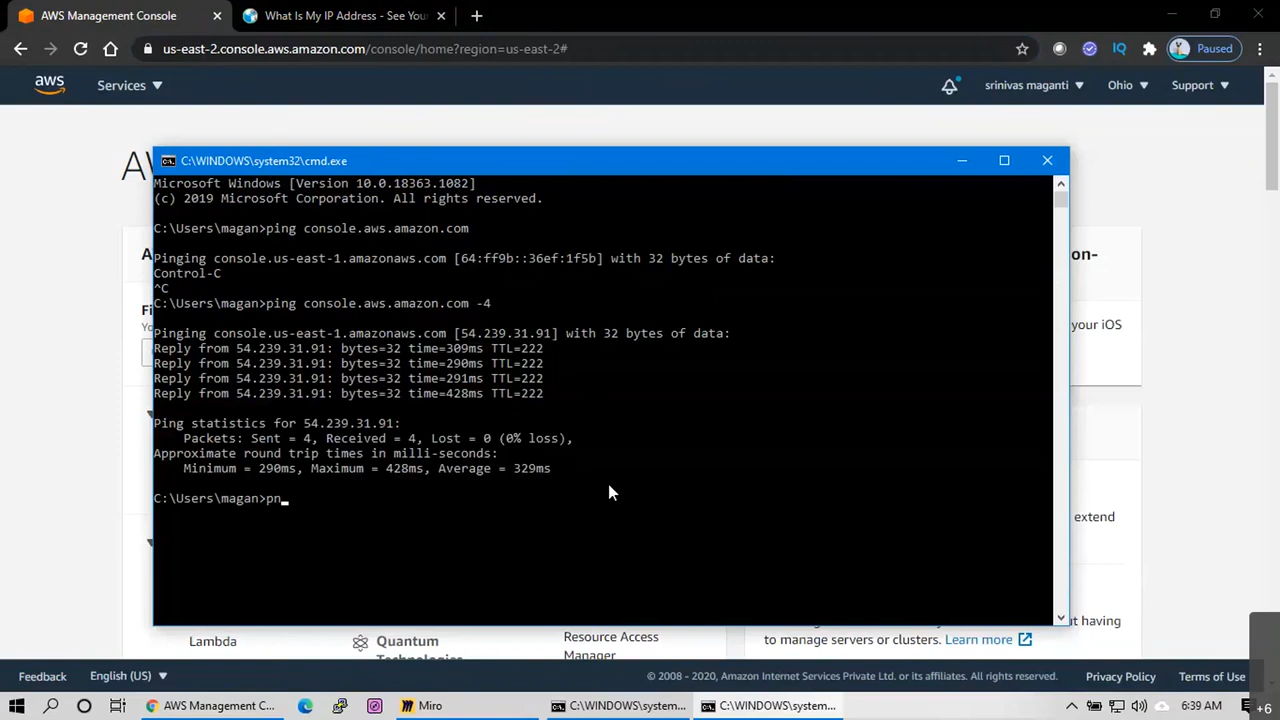 AWS Management Console
What Is My IP Address - See Your
us-east-2.console.aws.amazon.com/console/home?region=us-east-2#
IQ
Paused
aws
Services
srinivas maganti
Ohio
Support
AW
C:\WINDOWS\system32\cmd.exe
Microsoft Windows [Version 10.0.18363.1082]
(c) 2019 Microsoft Corporation. All rights reserved.
C:\Users\magan>ping console.aws.amazon.com
Pinging console.us-east-1.amazonaws.com [64:ff9b::36ef:1f5b] with 32 bytes of data:
Control-C
^C
C:\Users\magan>ping console.aws.amazon.com -4
Pinging console.us-east-1.amazonaws.com [54.239.31.91] with 32 bytes of data:
Reply from 54.239.31.91: bytes=32 time=309ms TTL=222
Reply from 54.239.31.91: bytes=32 time=290ms TTL=222
Reply from 54.239.31.91: bytes=32 time=291ms TTL=222
Reply from 54.239.31.91: bytes=32 time=428ms TTL=222
Ping statistics for 54.239.31.91:
Packets: Sent = 4, Received = 4, Lost = 0 (0% loss),
Approximate round trip times in milli-seconds:
Minimum = 290ms, Maximum = 428ms, Average = 329ms
C:\Users\magan>pn
on-
your iOS
extend
ut having
to manage servers or clusters. Learn more
Lambda
Quantum
Resource Access
Manager
Feedback
English (US)
© 2008 - 2020, Amazon Internet Services Private Ltd. or its affiliates. All rights reserved.
Privacy Policy
Terms of Use
AWS Management C...
Miro
C:\WINDOWS\system...
C:\WINDOWS\system...
6:39 AM
+6